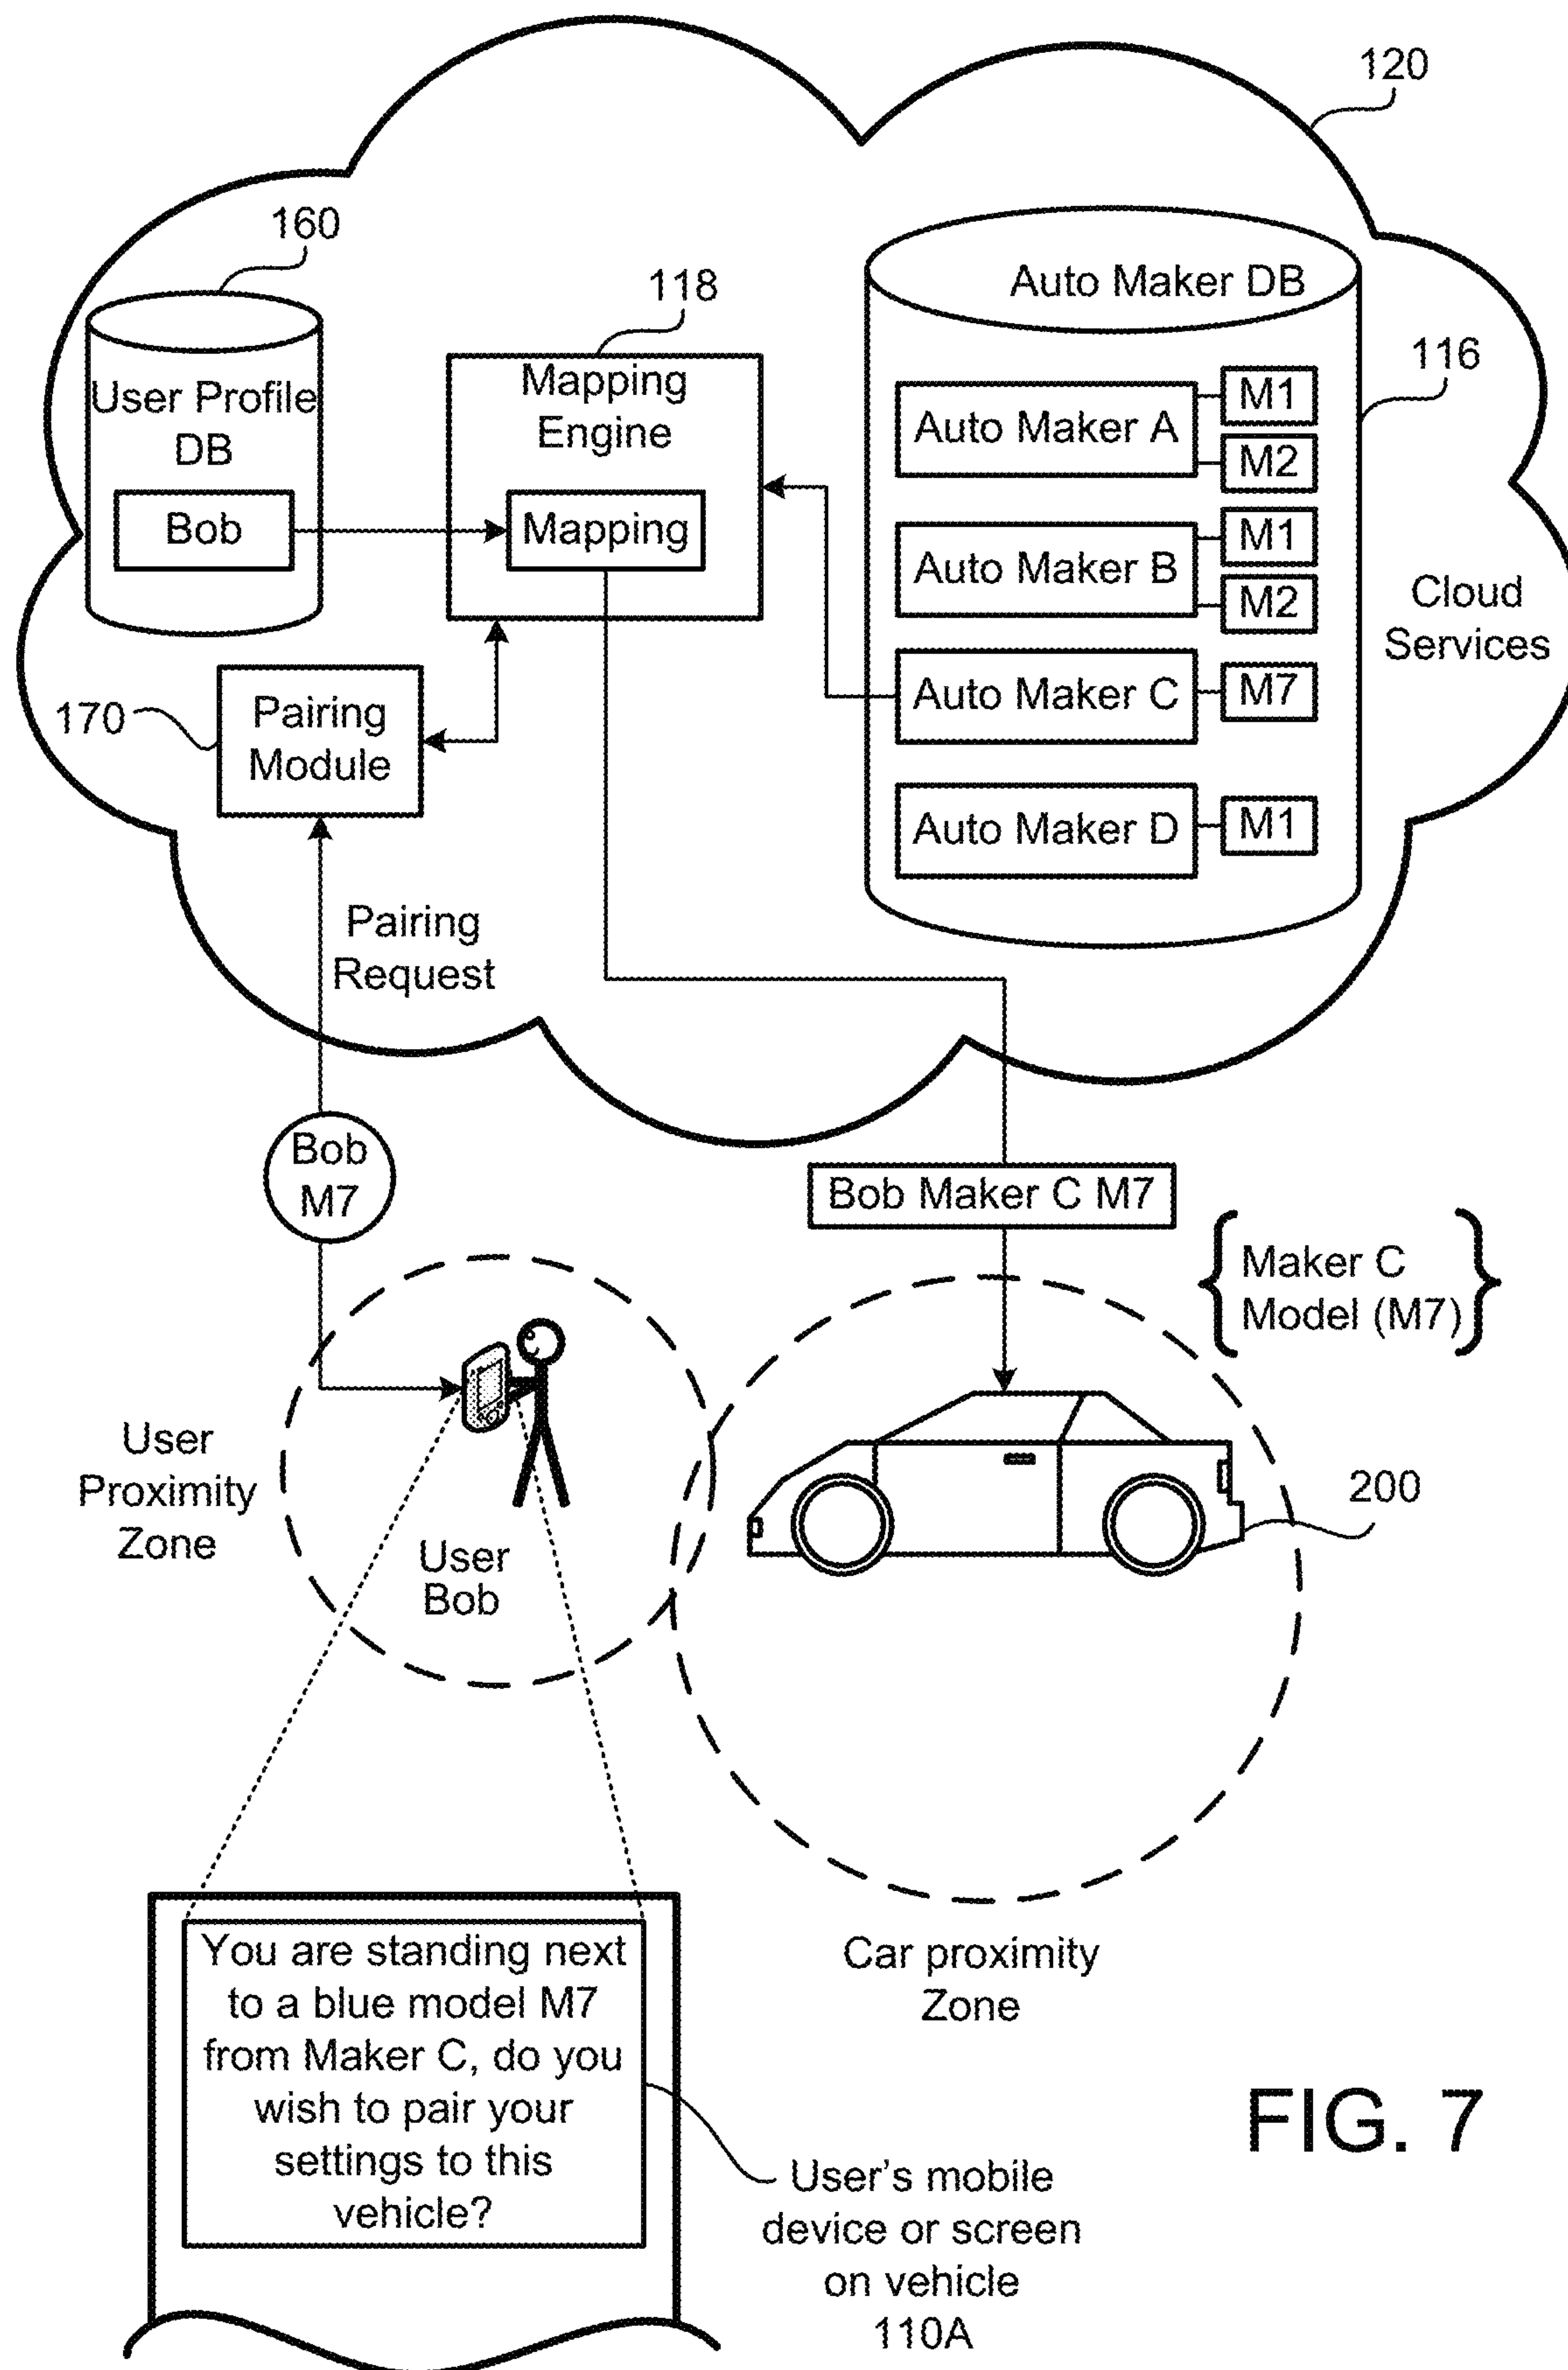 120
160
118
Auto Maker DB
116
User Profile
DB
Bob
Mapping
Engine
Mapping
Auto Maker A
M1
M2
Auto Maker B
M1
M2
Auto Maker C
M7
Auto Maker D
M1
Cloud
Services
170
Pairing
Module
Pairing
Request
Bob
M7
Bob Maker C M7
Maker C
Model (M7)
User
Proximity
Zone
User
Bob
200
Car proximity
Zone
You are standing next
to a blue model M7
from Maker C, do you
wish to pair your
settings to this
vehicle?
User's mobile
device or screen
on vehicle
110A
FIG. 7